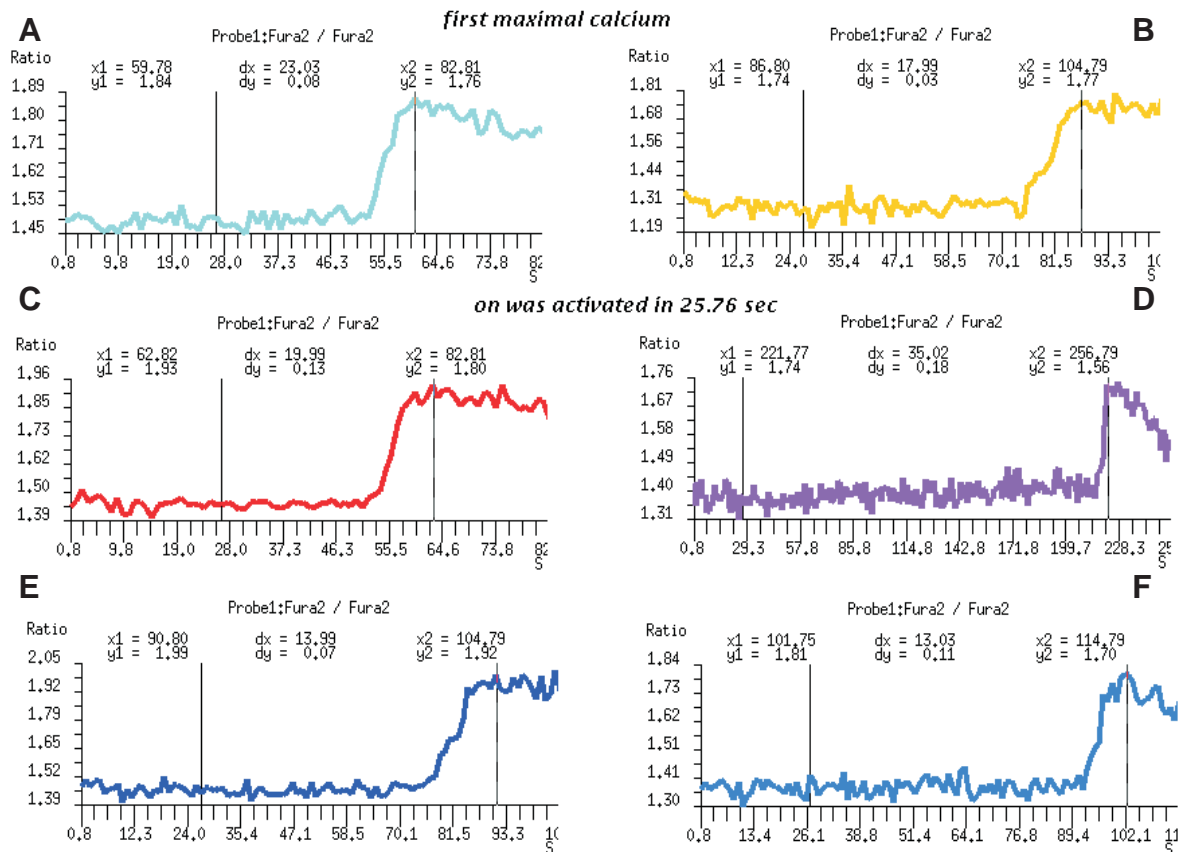 first maximal calcium
A
Probe1:Fura2 / Fura2
Ratio
x1 = 59.78 dx = 23.03 x2 = 82.81
y1 = 1.84 dy = 0.08 y2 = 1.76
1.89
1.80
1.71
1.62
1.53
1.45
0.8 9.8 19.0 28.0 37.3 46.3 55.5 64.6 73.8 82
S
B
Probe1:Fura2 / Fura2
Ratio
x1 = 86.80 dx = 17.99 x2 = 104.79
y1 = 1.74 dy = 0.03 y2 = 1.77
1.81
1.68
1.56
1.44
1.31
1.19
0.8 12.3 24.0 35.4 47.1 58.5 70.1 81.5 93.3 10
S
on was activated in 25.76 sec
C
Probe1:Fura2 / Fura2
Ratio
x1 = 62.82 dx = 19.99 x2 = 82.81
y1 = 1.93 dy = 0.13 y2 = 1.80
1.96
1.85
1.73
1.62
1.50
1.39
0.8 9.8 19.0 28.0 37.3 46.3 55.5 64.6 73.8 82
S
D
Probe1:Fura2 / Fura2
Ratio
x1 = 221.77 dx = 35.02 x2 = 256.79
y1 = 1.74 dy = 0.18 y2 = 1.56
1.76
1.67
1.58
1.49
1.40
1.31
0.8 29.3 57.8 85.8 114.8 142.8 171.8 199.7 228.3 25
S
E
Probe1:Fura2 / Fura2
Ratio
x1 = 90.80 dx = 13.99 x2 = 104.79
y1 = 1.99 dy = 0.07 y2 = 1.92
2.05
1.92
1.79
1.65
1.52
1.39
0.8 12.3 24.0 35.4 47.1 58.5 70.1 81.5 93.3 10
S
F
Probe1:Fura2 / Fura2
Ratio
x1 = 101.75 dx = 13.03 x2 = 114.79
y1 = 1.81 dy = 0.11 y2 = 1.70
1.84
1.73
1.62
1.51
1.41
1.30
0.8 13.4 26.1 38.7 51.4 64.1 76.8 89.4 102.1 11
S